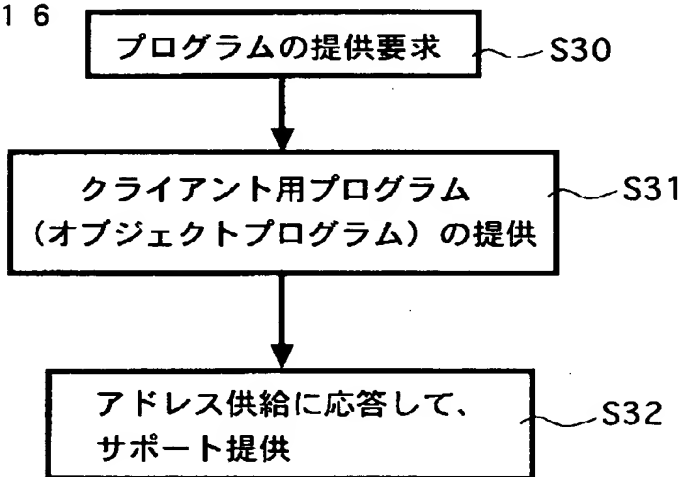 16
プログラムの提供要求
S30
クライアント用プログラム
(オブジェクトプログラム)の提供
S31
アドレス供給に応答して、
サポート提供
S32